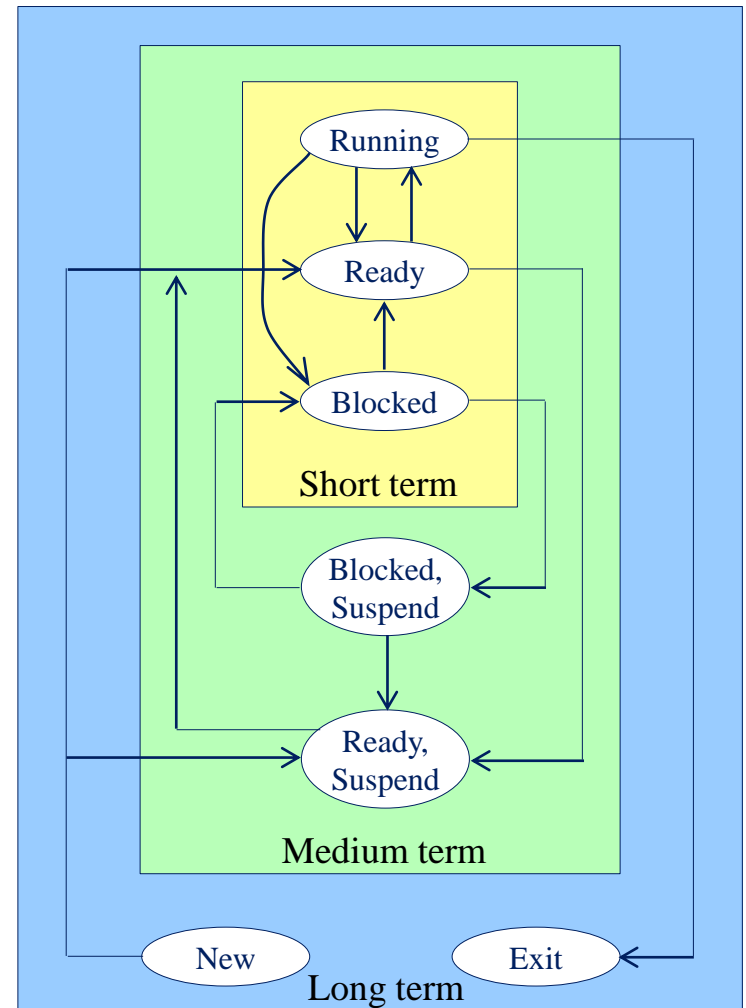 Running
Ready
Blocked
Short term
Blocked,
Suspend
Ready,
Suspend
Medium term
New
Exit
Long term